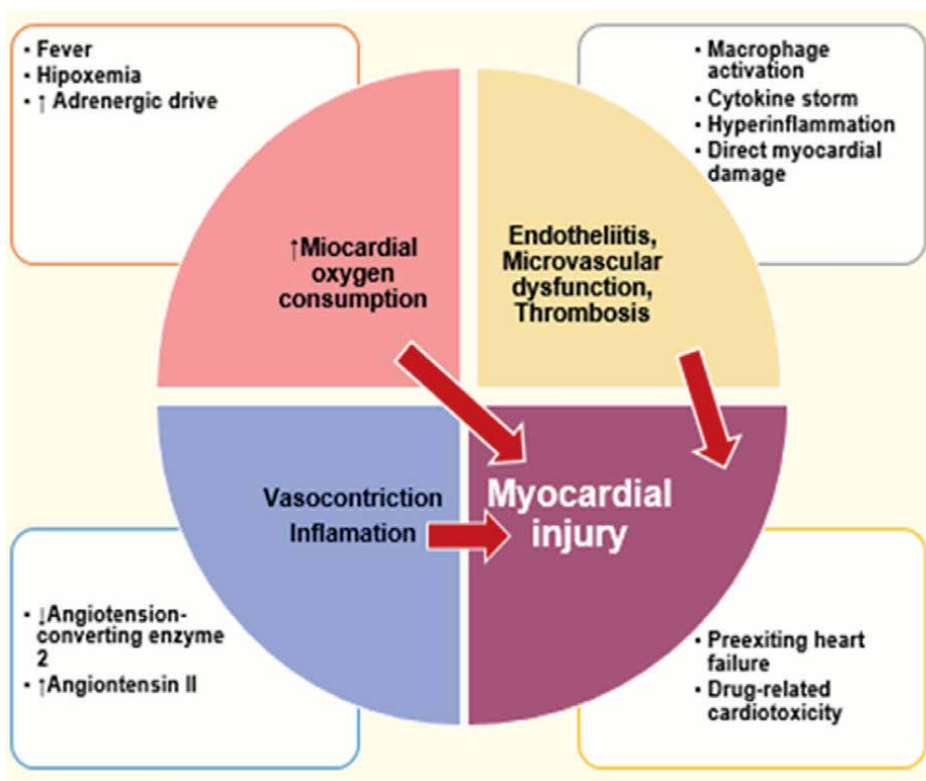 • Fever
• Hipoxemia
• ↑ Adrenergic drive
• Macrophage
activation
• Cytokine storm
• Hyperinflammation
• Direct myocardial
damage
↑Miocardial
oxygen
consumption
Endotheliitis,
Microvascular
dysfunction,
Thrombosis
Vasocontriction
Inflamation
Myocardial
injury
• ↓Angiotension-
converting enzyme
2
• ↑Angiontensin II
• Preexiting heart
failure
• Drug-related
cardiotoxicity